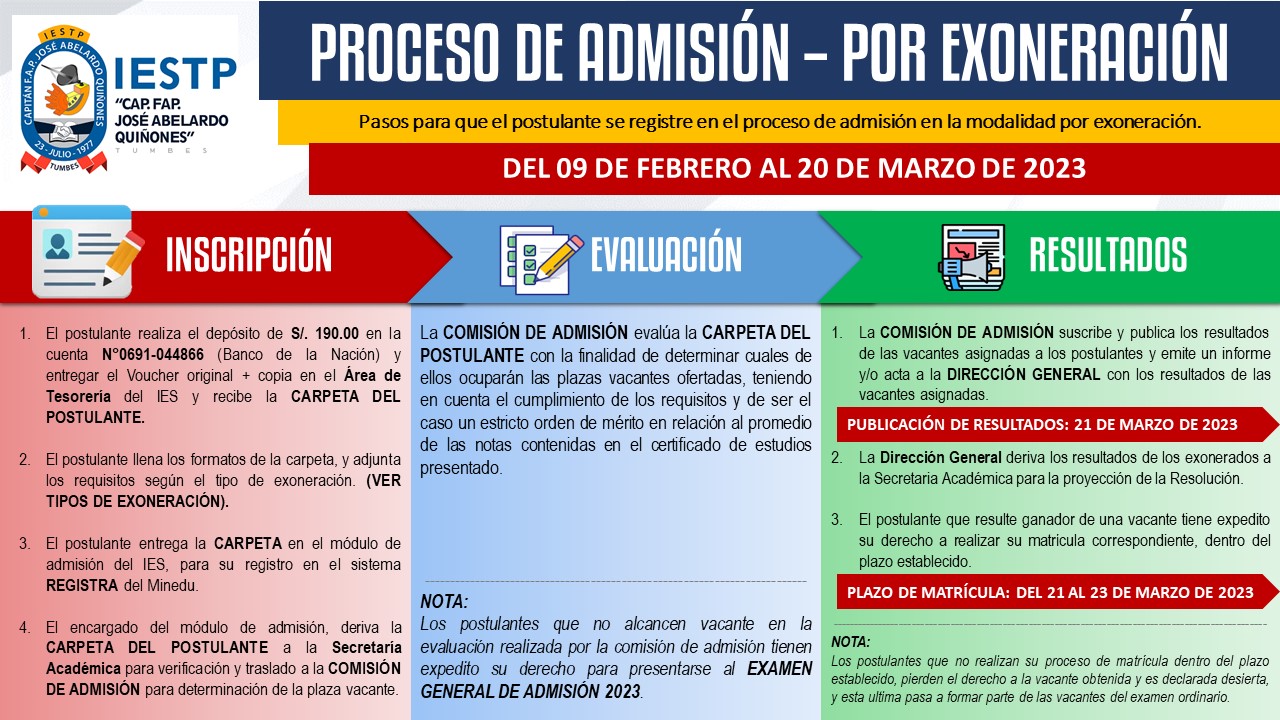 IESTP
CAPITÁN F.A.P. JOSÉ ABELARDO QUIÑONES
23 - JULIO - 1977
TUMBES
IESTP
"CAP. FAP.
JOSÉ ABELARDO
QUIÑONES"
TUMBES
PROCESO DE ADMISIÓN – POR EXONERACIÓN
Pasos para que el postulante se registre en el proceso de admisión en la modalidad por exoneración.
DEL 09 DE FEBRERO AL 20 DE MARZO DE 2023
INSCRIPCIÓN
1. El postulante realiza el depósito de S/. 190.00 en la
cuenta N°0691-044866 (Banco de la Nación) y
entregar el Voucher original + copia en el Área de
Tesorería del IES y recibe la CARPETA DEL
POSTULANTE.
2. El postulante llena los formatos de la carpeta, y adjunta
los requisitos según el tipo de exoneración. (VER
TIPOS DE EXONERACIÓN).
3. El postulante entrega la CARPETA en el módulo de
admisión del IES, para su registro en el sistema
REGISTRA del Minedu.
4. El encargado del módulo de admisión, deriva la
CARPETA DEL POSTULANTE a la Secretaría
Académica para verificación y traslado a la COMISIÓN
DE ADMISIÓN para determinación de la plaza vacante.
EVALUACIÓN
La COMISIÓN DE ADMISIÓN evalúa la CARPETA DEL
POSTULANTE con la finalidad de determinar cuales de
ellos ocuparán las plazas vacantes ofertadas, teniendo
en cuenta el cumplimiento de los requisitos y de ser el
caso un estricto orden de mérito en relación al promedio
de las notas contenidas en el certificado de estudios
presentado.
NOTA:
Los postulantes que no alcancen vacante en la
evaluación realizada por la comisión de admisión tienen
expedito su derecho para presentarse al EXAMEN
GENERAL DE ADMISIÓN 2023.
RESULTADOS
1. La COMISIÓN DE ADMISIÓN suscribe y publica los resultados
de las vacantes asignadas a los postulantes y emite un informe
y/o acta a la DIRECCIÓN GENERAL con los resultados de las
vacantes asignadas.
PUBLICACIÓN DE RESULTADOS: 21 DE MARZO DE 2023
2. La Dirección General deriva los resultados de los exonerados a
la Secretaria Académica para la proyección de la Resolución.
3. El postulante que resulte ganador de una vacante tiene expedito
su derecho a realizar su matricula correspondiente, dentro del
plazo establecido.
PLAZO DE MATRÍCULA: DEL 21 AL 23 DE MARZO DE 2023
NOTA:
Los postulantes que no realizan su proceso de matrícula dentro del plazo
establecido, pierden el derecho a la vacante obtenida y es declarada desierta,
y esta ultima pasa a formar parte de las vacantes del examen ordinario.